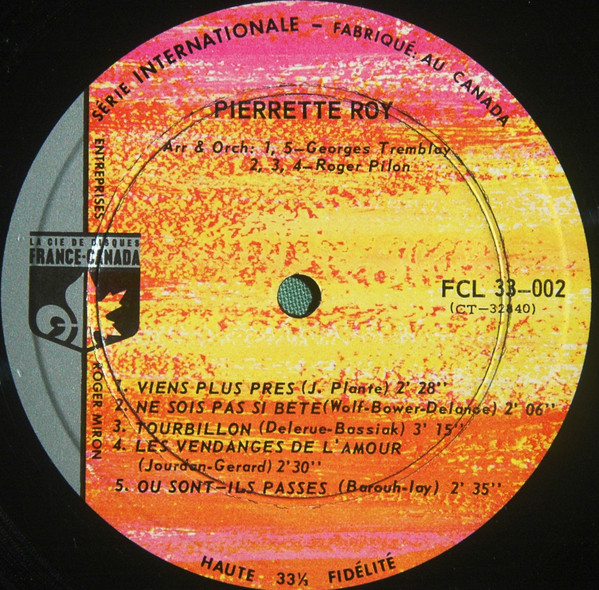 SÉRIE INTERNATIONALE – FABRIQUÉ: AU CANADA
PIERRETTE ROY
Arr & Orch: 1, 5—Georges Tremblay
2, 3, 4—Roger Pilon
ENTREPRISES
LA CIE DE DISQUES
FRANCE-CANADA
ROGER MIRON
FCL 33—002
(CT—32840)
1. VIENS PLUS PRES (J. Plante) 2' 28''
2. NE SOIS PAS SI BETE(Wolf-Bower-Delanoe) 2' 06''
3. TOURBILLON (Delerue-Bassiak) 3' 15''
4. LES VENDANGES DE L'AMOUR
(Jourdan-Gerard) 2'30''
5. OU SONT—ILS PASSES (Barouh-lay) 2' 35''
HAUTE 33⅓ FIDÉLITÉ